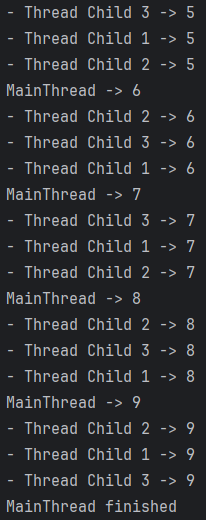 - Thread Child 3 -> 5
- Thread Child 1 -> 5
- Thread Child 2 -> 5
MainThread -> 6
- Thread Child 2 -> 6
- Thread Child 3 -> 6
- Thread Child 1 -> 6
MainThread -> 7
- Thread Child 3 -> 7
- Thread Child 1 -> 7
- Thread Child 2 -> 7
MainThread -> 8
- Thread Child 2 -> 8
- Thread Child 3 -> 8
- Thread Child 1 -> 8
MainThread -> 9
- Thread Child 2 -> 9
- Thread Child 1 -> 9
- Thread Child 3 -> 9
MainThread finished